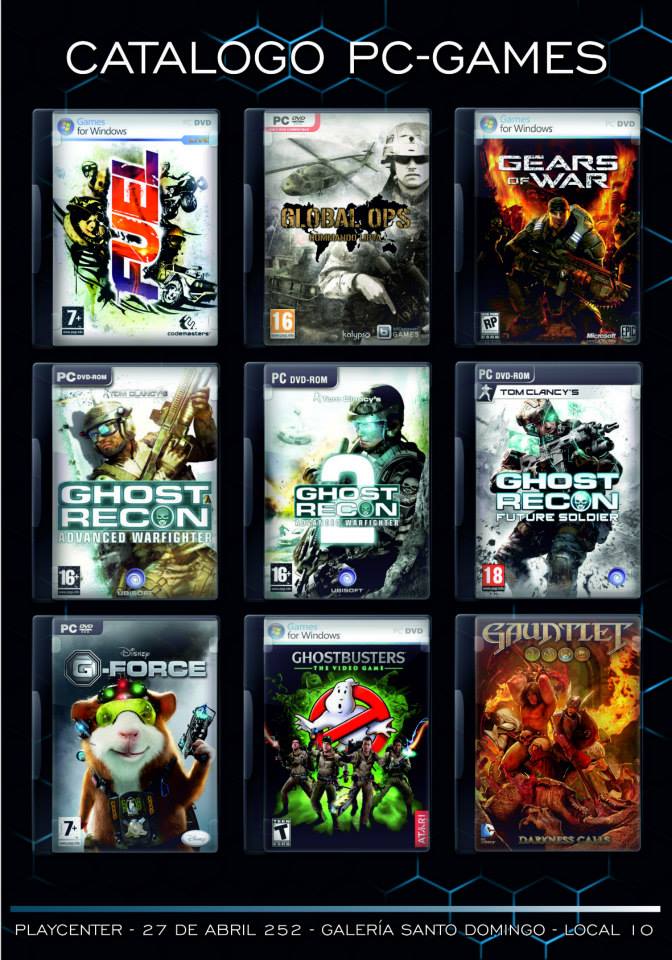 CATALOGO PC-GAMES
Games
for Windows
PC DVD
FUEL
7+
codemasters
PC DVD
GLOBAL OPS
COMMANDO LIBYA
16
kalypso
GAMES
Games
for Windows
PC DVD
GEARS
OF WAR
RP
Microsoft
EPIC
PC DVD-ROM
TOM CLANCY'S
GHOST
RECON
ADVANCED WARFIGHTER
16+
UBISOFT
PC DVD-ROM
Tom Clancy's
2
GHOST
RECON
ADVANCED WARFIGHTER
16+
UBISOFT
PC DVD-ROM
TOM CLANCY'S
GHOST
RECON
FUTURE SOLDIER
18
PC DVD
Disney
G-FORCE
7+
Disney
Games
for Windows
PC DVD
GHOSTBUSTERS
THE VIDEO GAME
TEEN
T
ATARI
GAUNTLET
DARKNESS CALLS
PLAYCENTER - 27 DE ABRIL 252 - GALERÍA SANTO DOMINGO - LOCAL 10